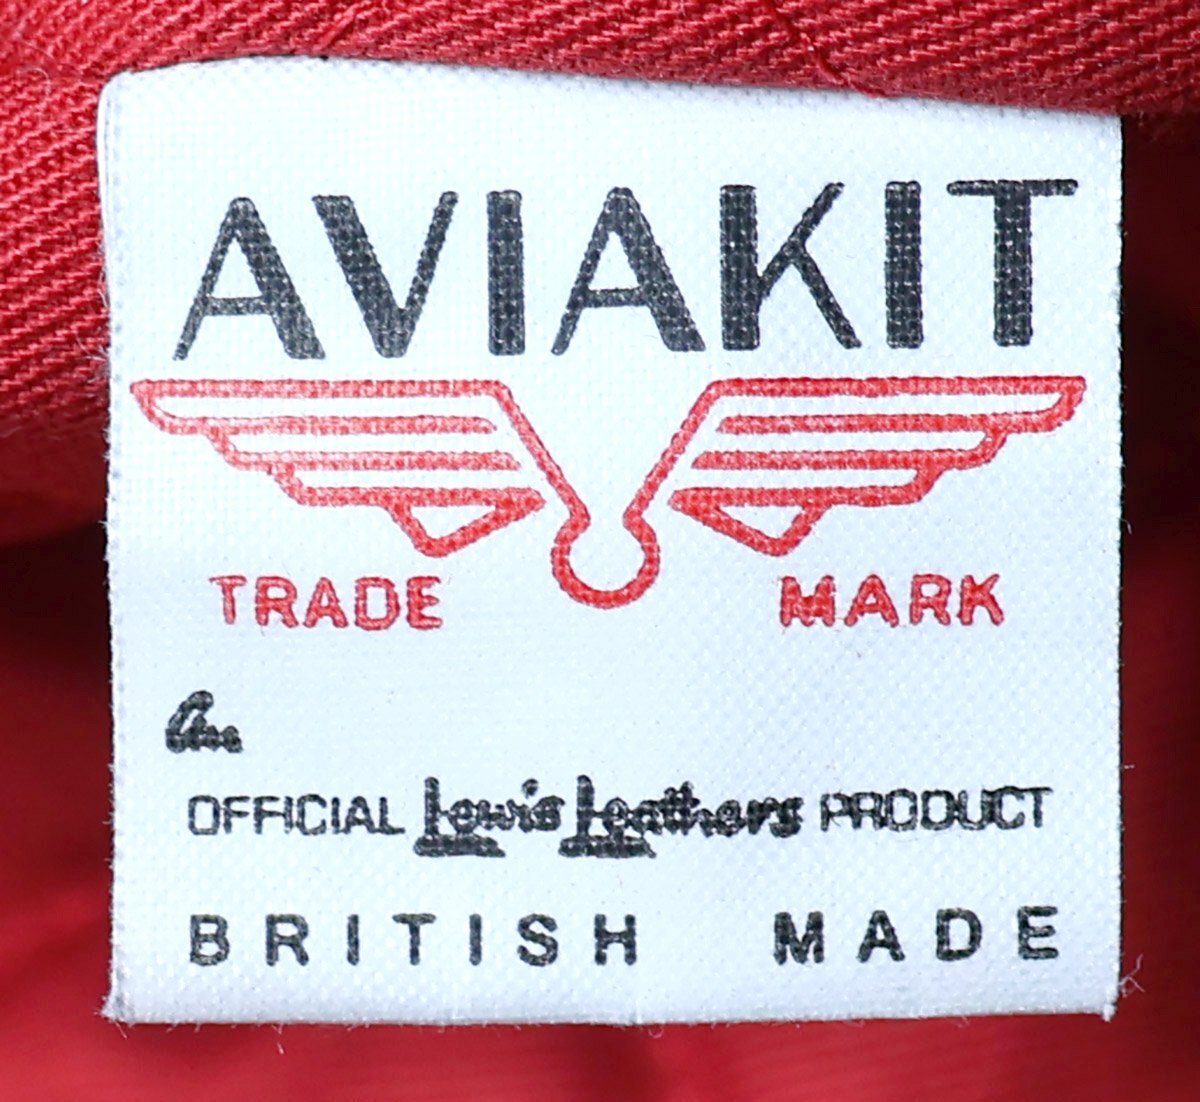 AVIAKIT
TRADE MARK
An
OFFICIAL Lewis Leathers PRODUCT
BRITISH MADE